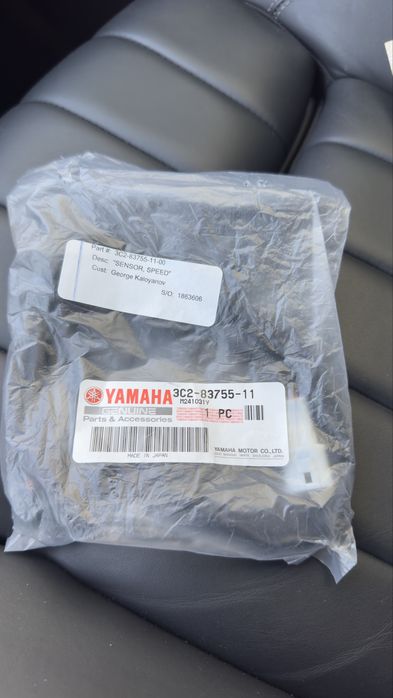 Part #: 3C2-83755-11-00
Desc: "SENSOR, SPEED"
Cust: George Kaloyanov
S/O: 1863606
YAMAHA 3C2-83755-11
M241031Y
GENUINE 1 PC
Parts & Accessories
MADE IN JAPAN
YAMAHA MOTOR CO.,LTD.